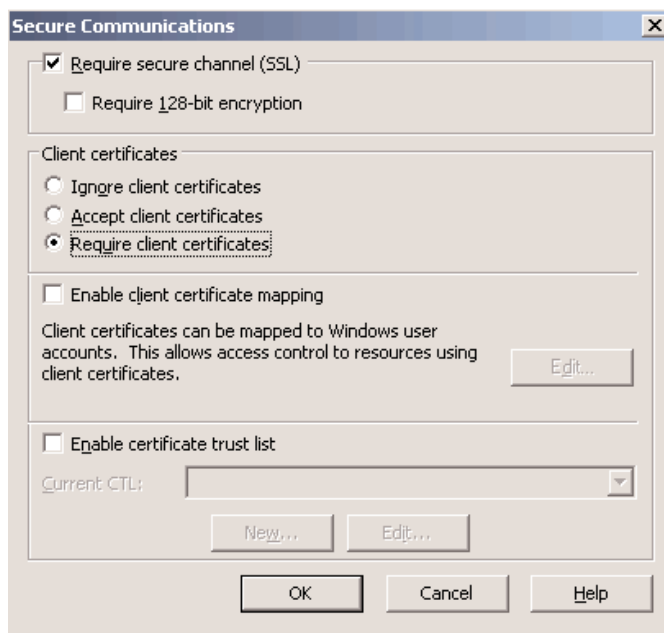 Secure Communications
Require secure channel (SSL)
Require 128-bit encryption
Client certificates
Ignore client certificates
Accept client certificates
Require client certificates
Enable client certificate mapping
Client certificates can be mapped to Windows user
accounts. This allows access control to resources using
client certificates.
Edit...
Enable certificate trust list
Current CTL:
New...
Edit...
OK
Cancel
Help